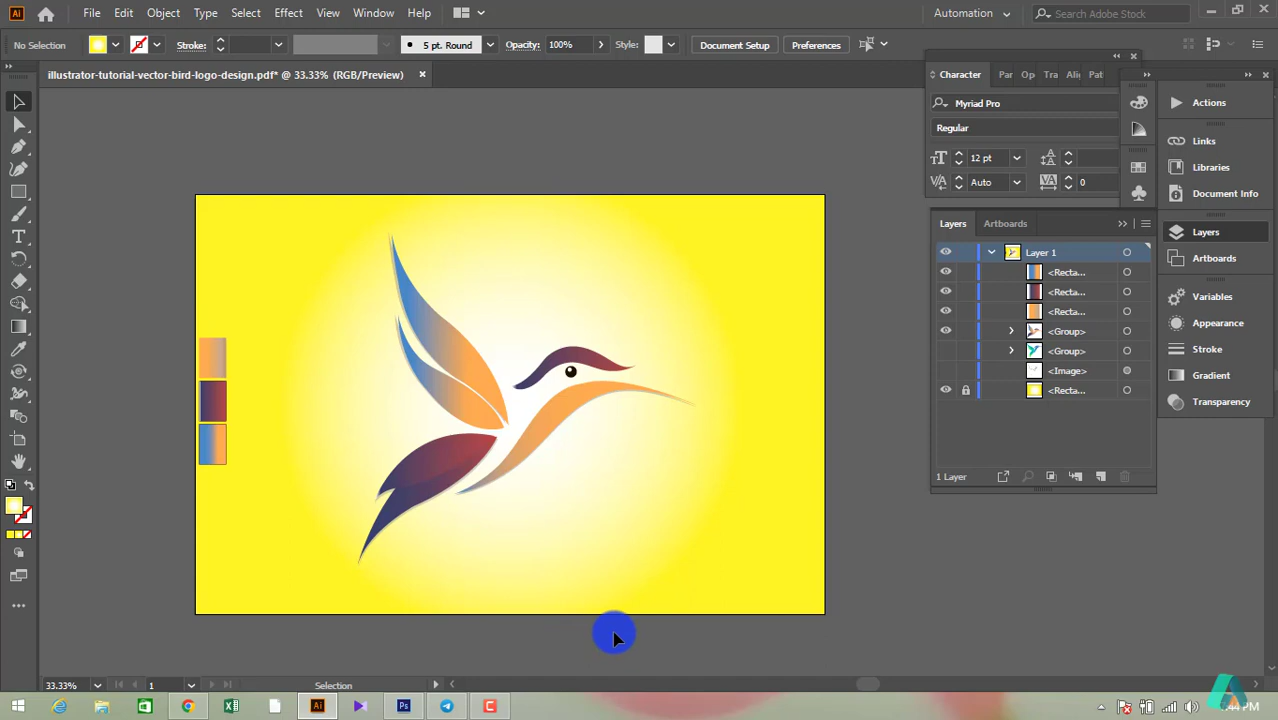 Ai File Edit Object Type Select Effect View Window Help Automation Search Adobe Stock
No Selection Stroke: 5 pt. Round Opacity: 100% Style: Document Setup Preferences
illustrator-tutorial-vector-bird-logo-design.pdf* @ 33.33% (RGB/Preview)
Character Par Op Tra Alig Pat
Myriad Pro
Regular
12 pt
Auto 0
Actions
Links
Libraries
Document Info
Layers
Artboards
Variables
Appearance
Stroke
Gradient
Transparency
Layers Artboards
Layer 1
<Recta...
<Recta...
<Recta...
<Group>
<Group>
<Image>
<Recta...
1 Layer
33.33% 1 Selection
Ai Ps